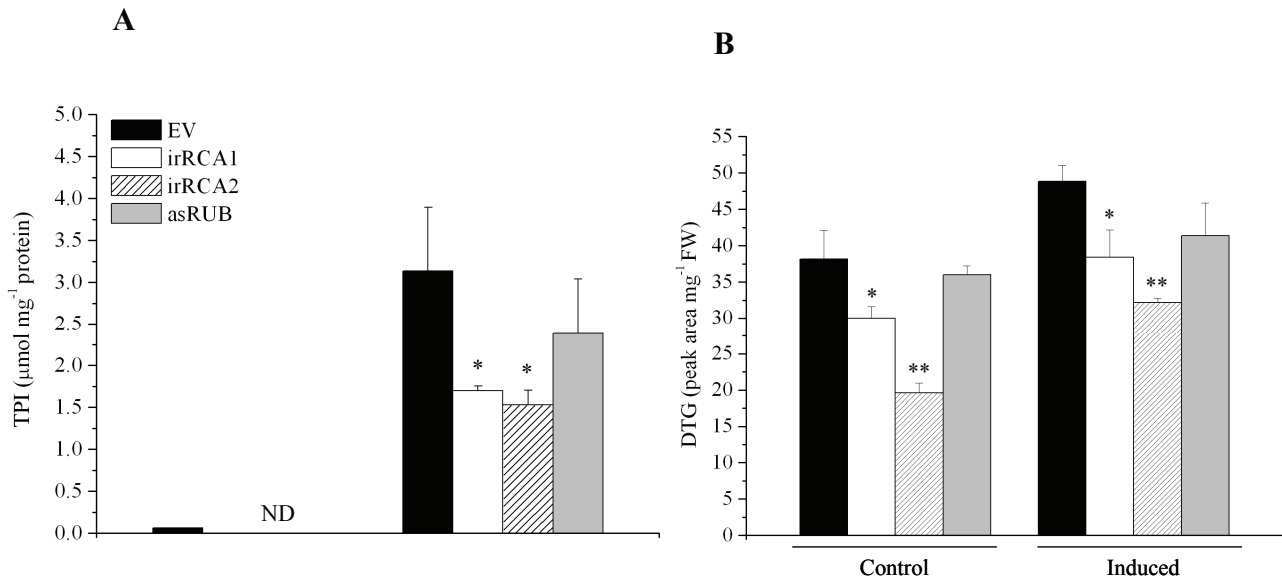 A
TPI (μmol mg⁻¹ protein)
5.0
4.5
4.0
3.5
3.0
2.5
2.0
1.5
1.0
0.5
0.0
EV
irRCA1
irRCA2
asRUB
ND
*
*
B
DTG (peak area mg⁻¹ FW)
55
50
45
40
35
30
25
20
15
10
5
0
*
**
*
**
Control
Induced